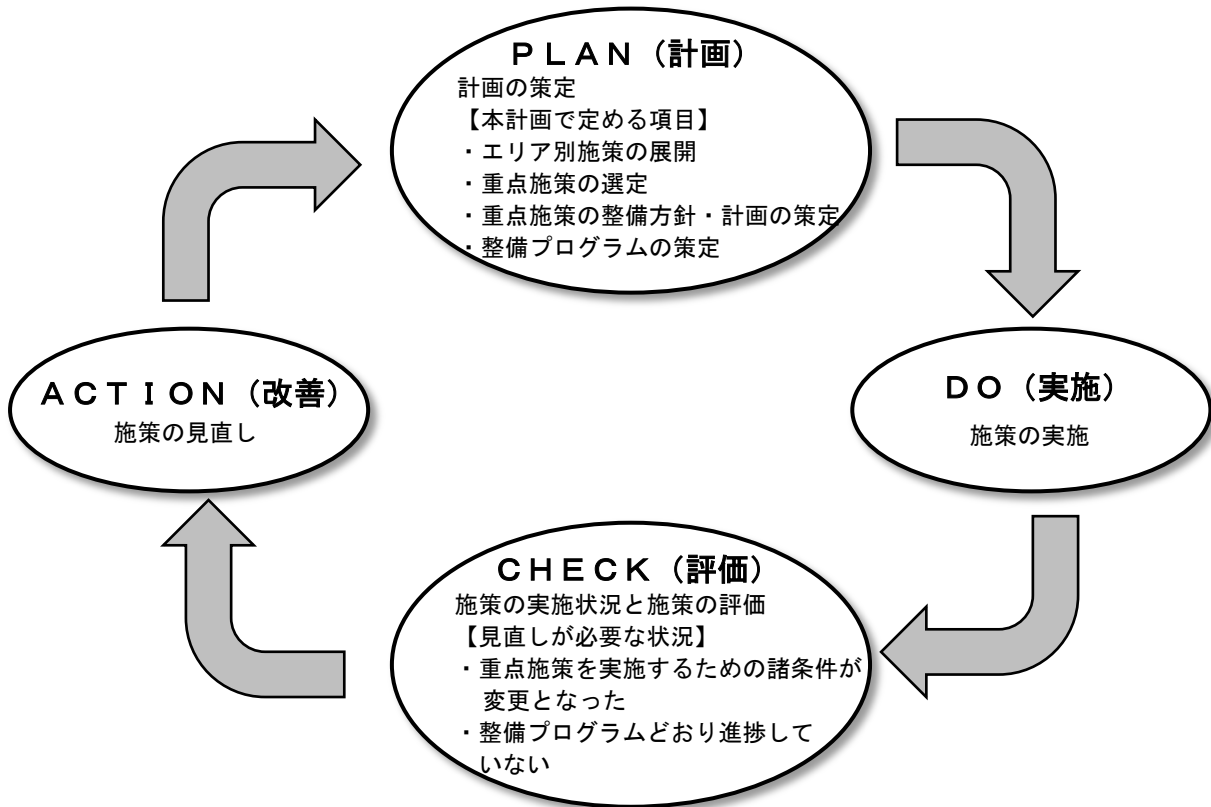 ＰＬＡＮ（計画）
計画の策定
【本計画で定める項目】
・エリア別施策の展開
・重点施策の選定
・重点施策の整備方針・計画の策定
・整備プログラムの策定
ＡＣＴＩＯＮ（改善）
施策の見直し
ＤＯ（実施）
施策の実施
ＣＨＥＣＫ（評価）
施策の実施状況と施策の評価
【見直しが必要な状況】
・重点施策を実施するための諸条件が
変更となった
・整備プログラムどおり進捗して
いない